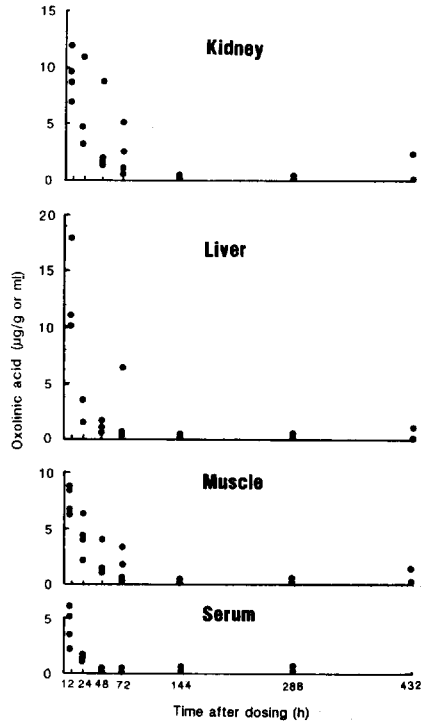 15
Kidney
10
5
0
20
Liver
15
10
5
0
Oxolinic acid (µg/g or ml)
10
Muscle
5
0
Serum
5
0
12 24 48 72 144 288 432
Time after dosing (h)